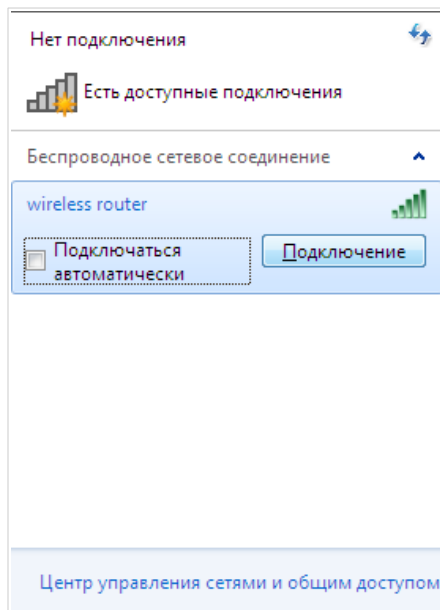 Нет подключения
Есть доступные подключения
Беспроводное сетевое соединение
wireless router
Подключаться
автоматически
Подключение
Центр управления сетями и общим доступом